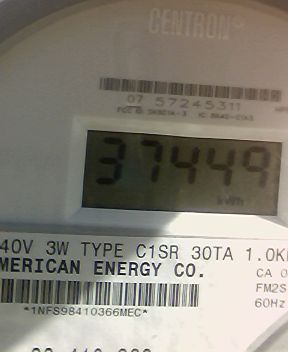 CENTRON®
07 57245311
37449
kWh
40V 3W TYPE C1SR 30TA 1.0K
MERICAN ENERGY CO.
CA 0
FM2S
*1NFS98410366MEC*
60Hz